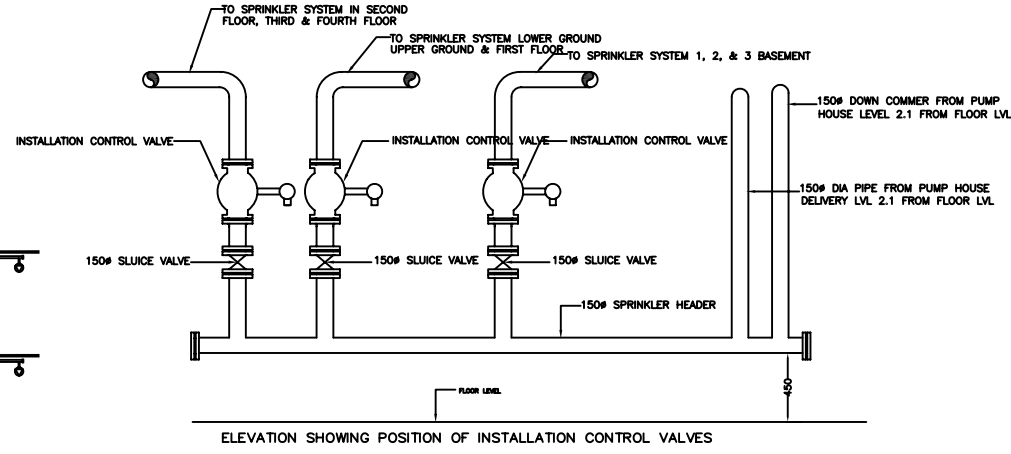 TO SPRINKLER SYSTEM IN SECOND
FLOOR, THIRD & FOURTH FLOOR
TO SPRINKLER SYSTEM LOWER GROUND
UPPER GROUND & FIRST FLOOR
TO SPRINKLER SYSTEM 1, 2, & 3 BASEMENT
150ø DOWN COMMER FROM PUMP
HOUSE LEVEL 2.1 FROM FLOOR LVL
INSTALLATION CONTROL VALVE
INSTALLATION CONTROL VALVE
INSTALLATION CONTROL VALVE
150ø DIA PIPE FROM PUMP HOUSE
DELIVERY LVL 2.1 FROM FLOOR LVL
150ø SLUICE VALVE
150ø SLUICE VALVE
150ø SLUICE VALVE
150ø SPRINKLER HEADER
450
FLOOR LEVEL
ELEVATION SHOWING POSITION OF INSTALLATION CONTROL VALVES